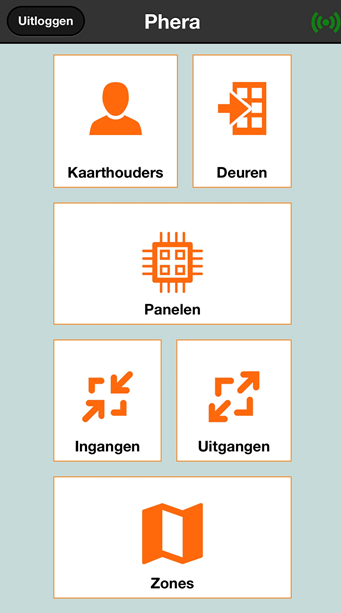 Uitloggen
Phera
Kaarthouders
Deuren
Panelen
Ingangen
Uitgangen
Zones